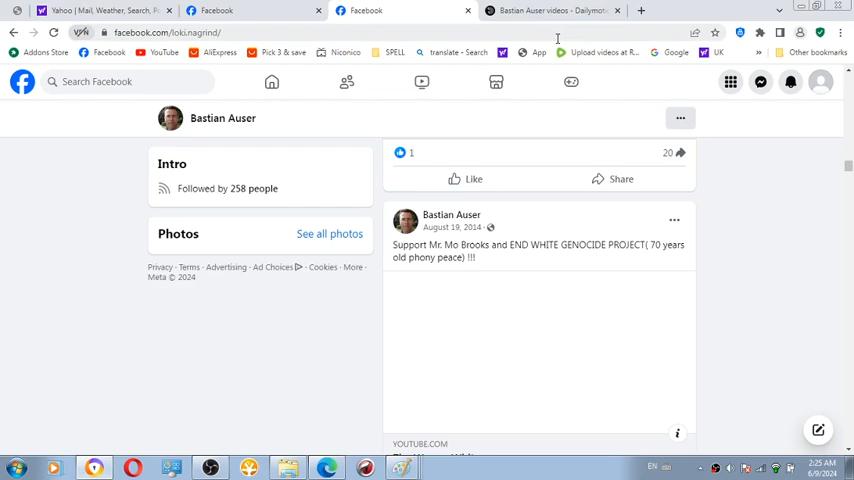 Yahoo | Mail, Weather, Search, Po
Facebook
Facebook
Bastian Auser videos - Dailymoti
VPN
facebook.com/loki.nagrind/
Addons Store
Facebook
YouTube
AliExpress
Pick 3 & save
Niconico
SPELL
translate - Search
App
Upload videos at R...
Google
UK
»
Other bookmarks
Search Facebook
Bastian Auser
Intro
Followed by 258 people
Photos
See all photos
Privacy · Terms · Advertising · Ad Choices · Cookies · More ·
Meta © 2024
1
20
Like
Share
Bastian Auser
August 19, 2014 ·
Support Mr. Mo Brooks and END WHITE GENOCIDE PROJECT( 70 years
old phony peace) !!!
YOUTUBE.COM
EN
2:25 AM
6/9/2024